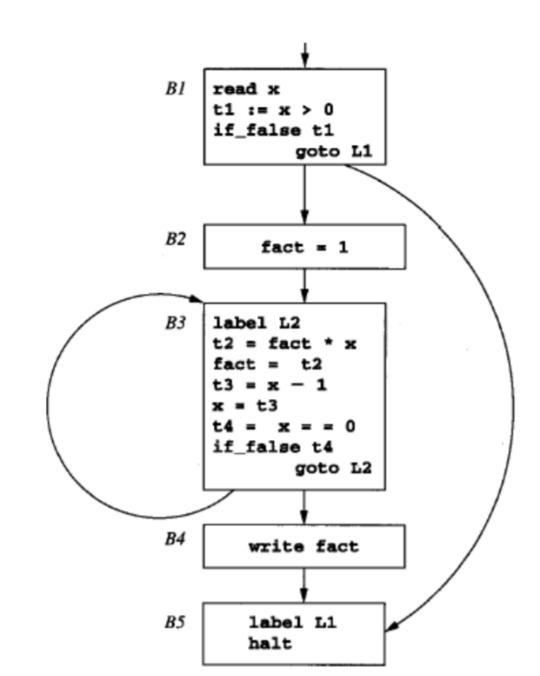 B1
read x
t1 := x > 0
if_false t1
goto L1
B2
fact = 1
B3
label L2
t2 = fact * x
fact = t2
t3 = x − 1
x = t3
t4 = x = = 0
if_false t4
goto L2
B4
write fact
B5
label L1
halt